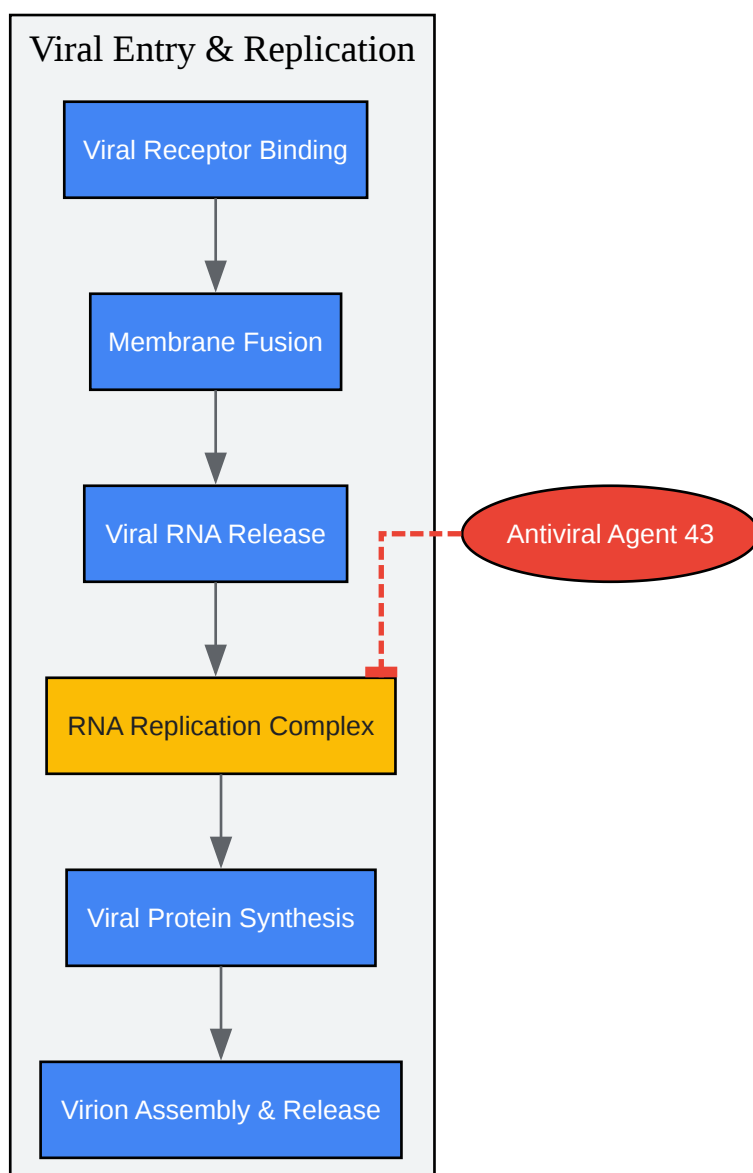 Viral Entry & Replication
Viral Receptor Binding
Membrane Fusion
Viral RNA Release
Antiviral Agent 43
RNA Replication Complex
Viral Protein Synthesis
Virion Assembly & Release